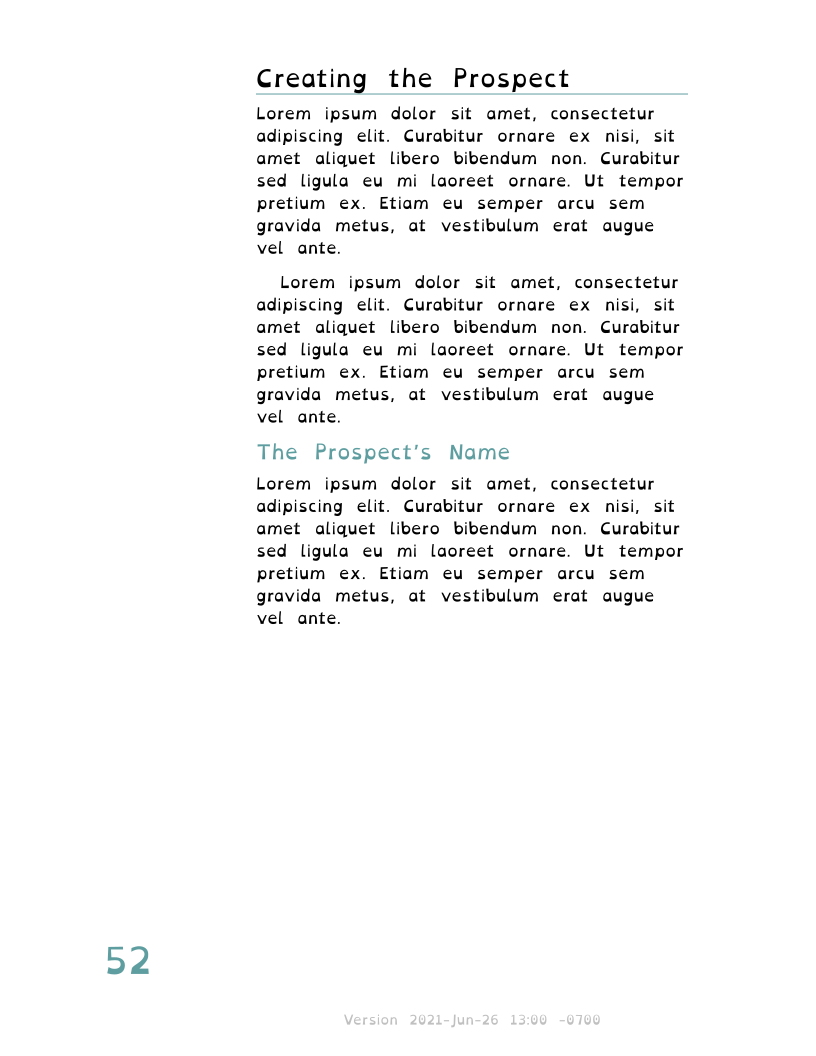 Creating the Prospect
Lorem ipsum dolor sit amet, consectetur
adipiscing elit. Curabitur ornare ex nisi, sit
amet aliquet libero bibendum non. Curabitur
sed ligula eu mi laoreet ornare. Ut tempor
pretium ex. Etiam eu semper arcu sem
gravida metus, at vestibulum erat augue
vel ante.
Lorem ipsum dolor sit amet, consectetur
adipiscing elit. Curabitur ornare ex nisi, sit
amet aliquet libero bibendum non. Curabitur
sed ligula eu mi laoreet ornare. Ut tempor
pretium ex. Etiam eu semper arcu sem
gravida metus, at vestibulum erat augue
vel ante.
The Prospect's Name
Lorem ipsum dolor sit amet, consectetur
adipiscing elit. Curabitur ornare ex nisi, sit
amet aliquet libero bibendum non. Curabitur
sed ligula eu mi laoreet ornare. Ut tempor
pretium ex. Etiam eu semper arcu sem
gravida metus, at vestibulum erat augue
vel ante.
52
Version 2021-Jun-26 13:00 -0700